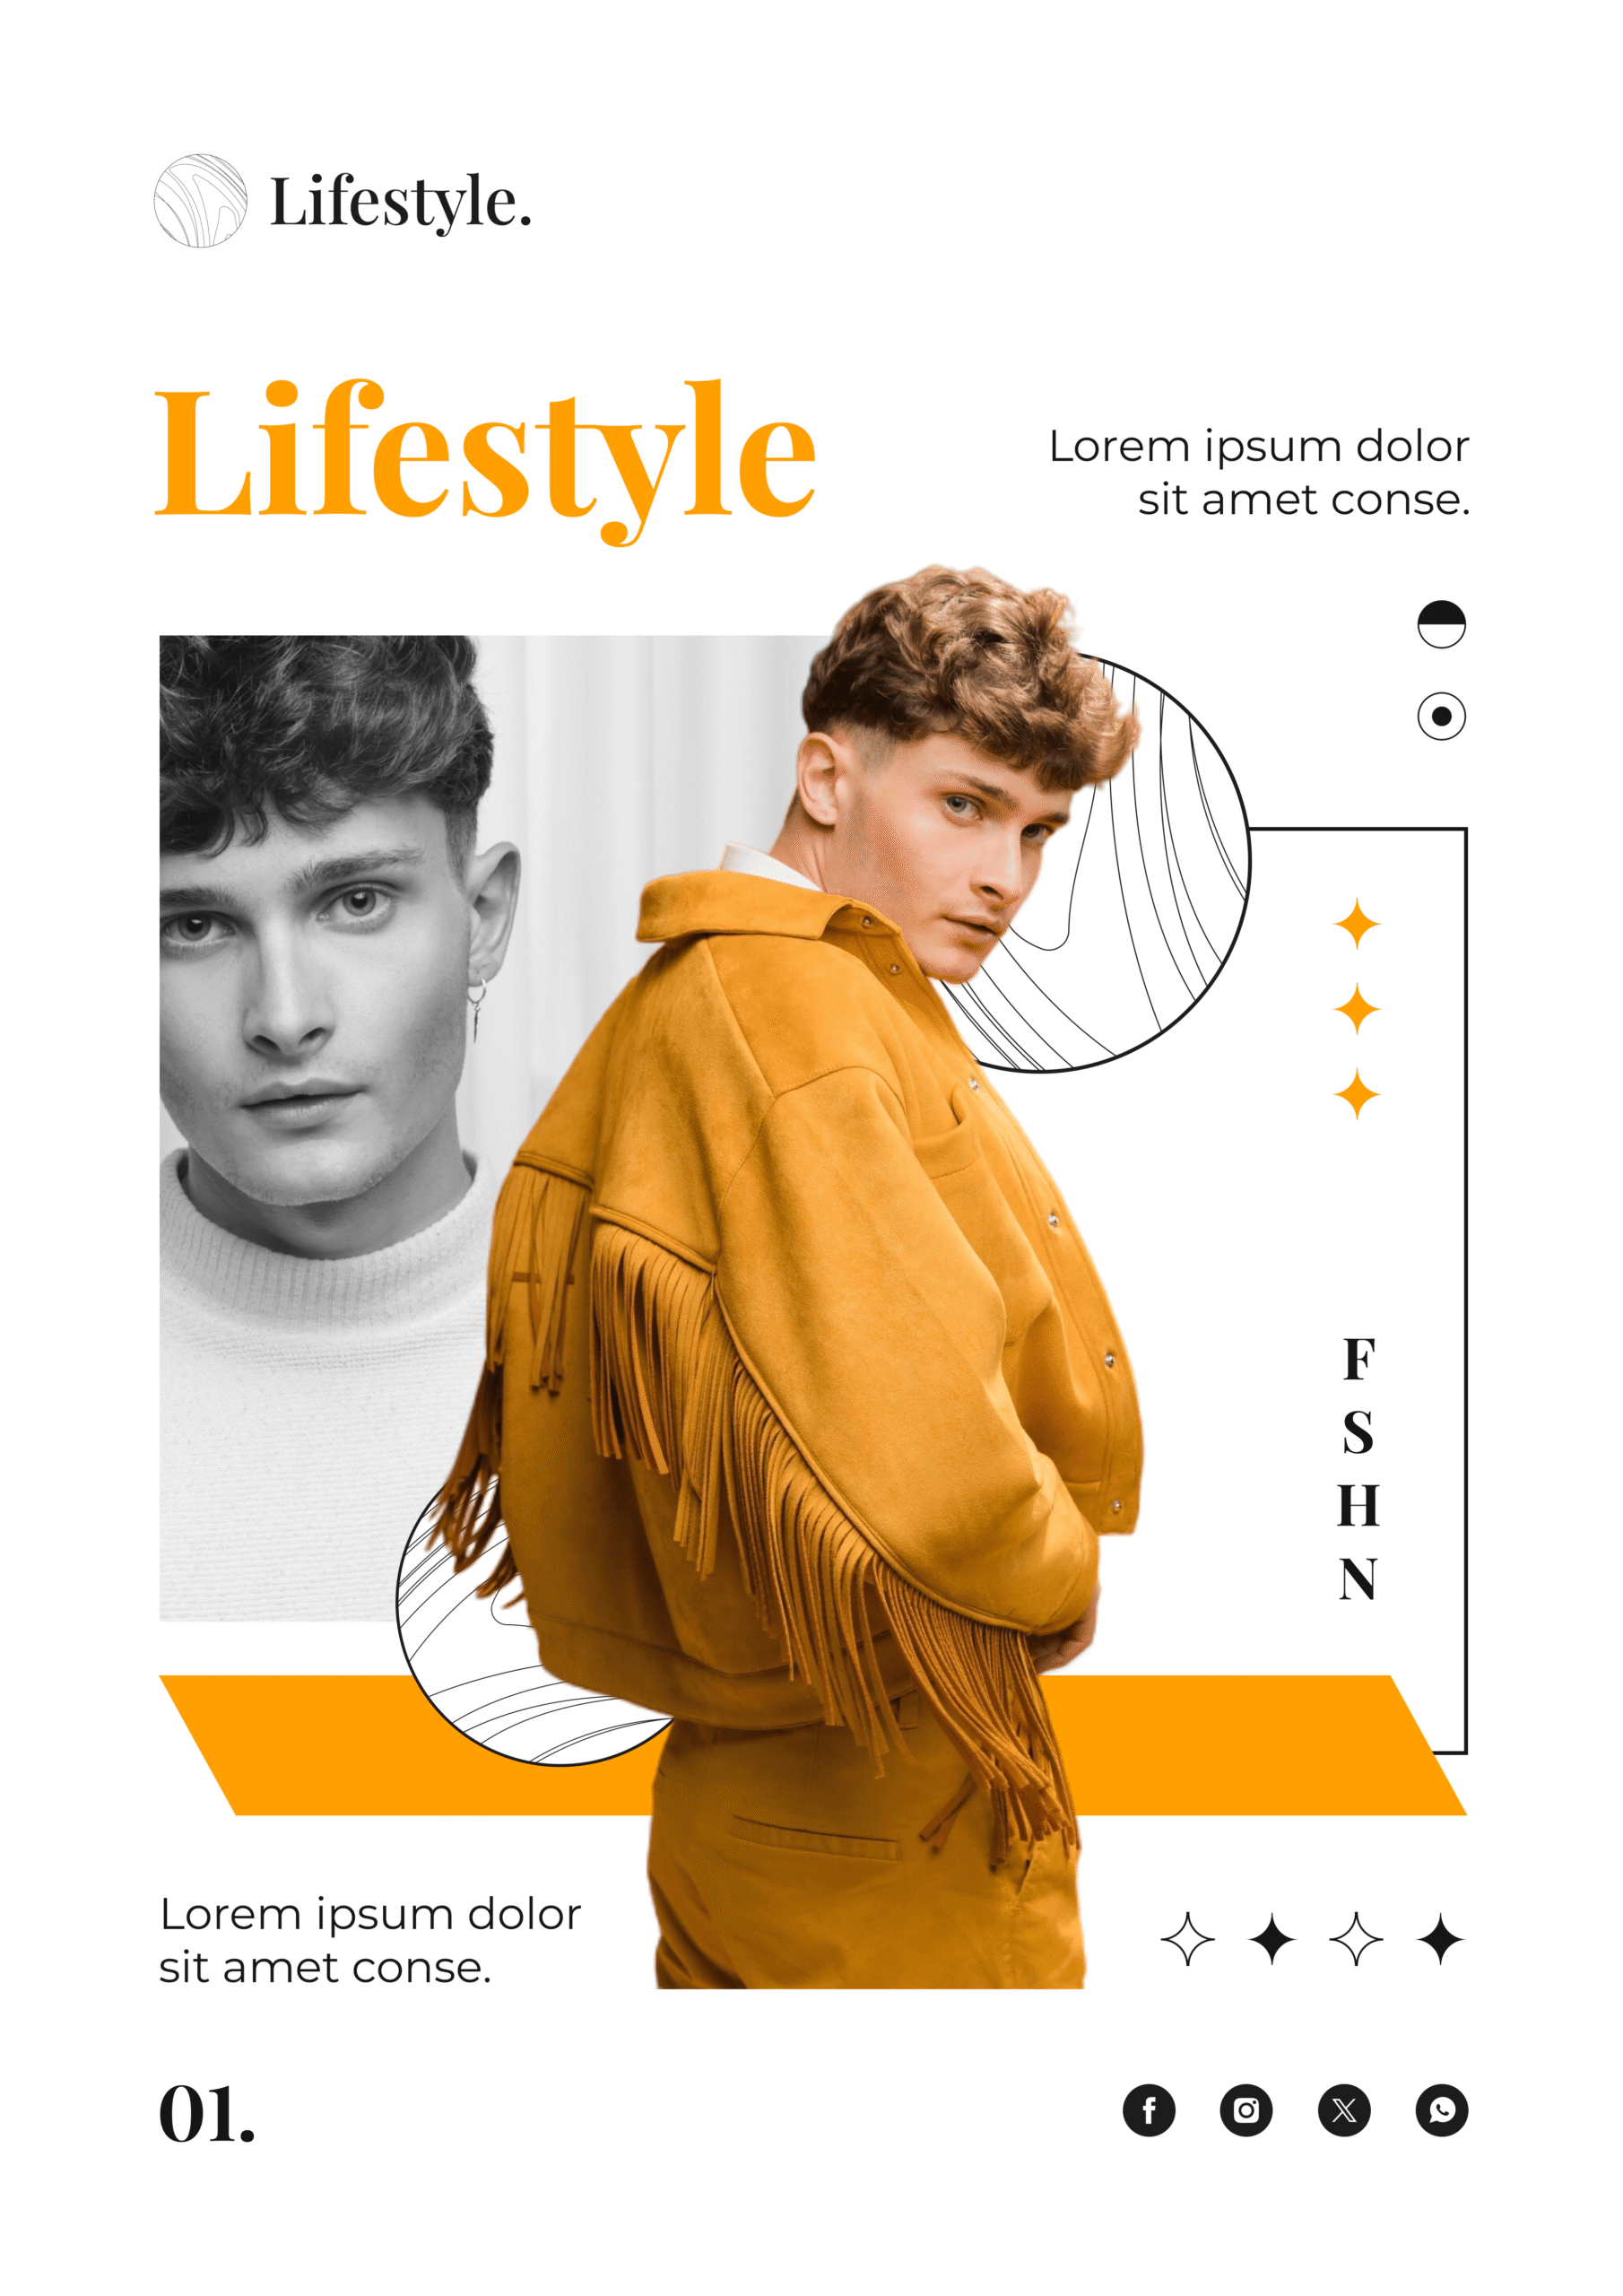 Lifestyle.
Lifestyle
Lorem ipsum dolor
sit amet conse.
F
S
H
N
Lorem ipsum dolor
sit amet conse.
01.